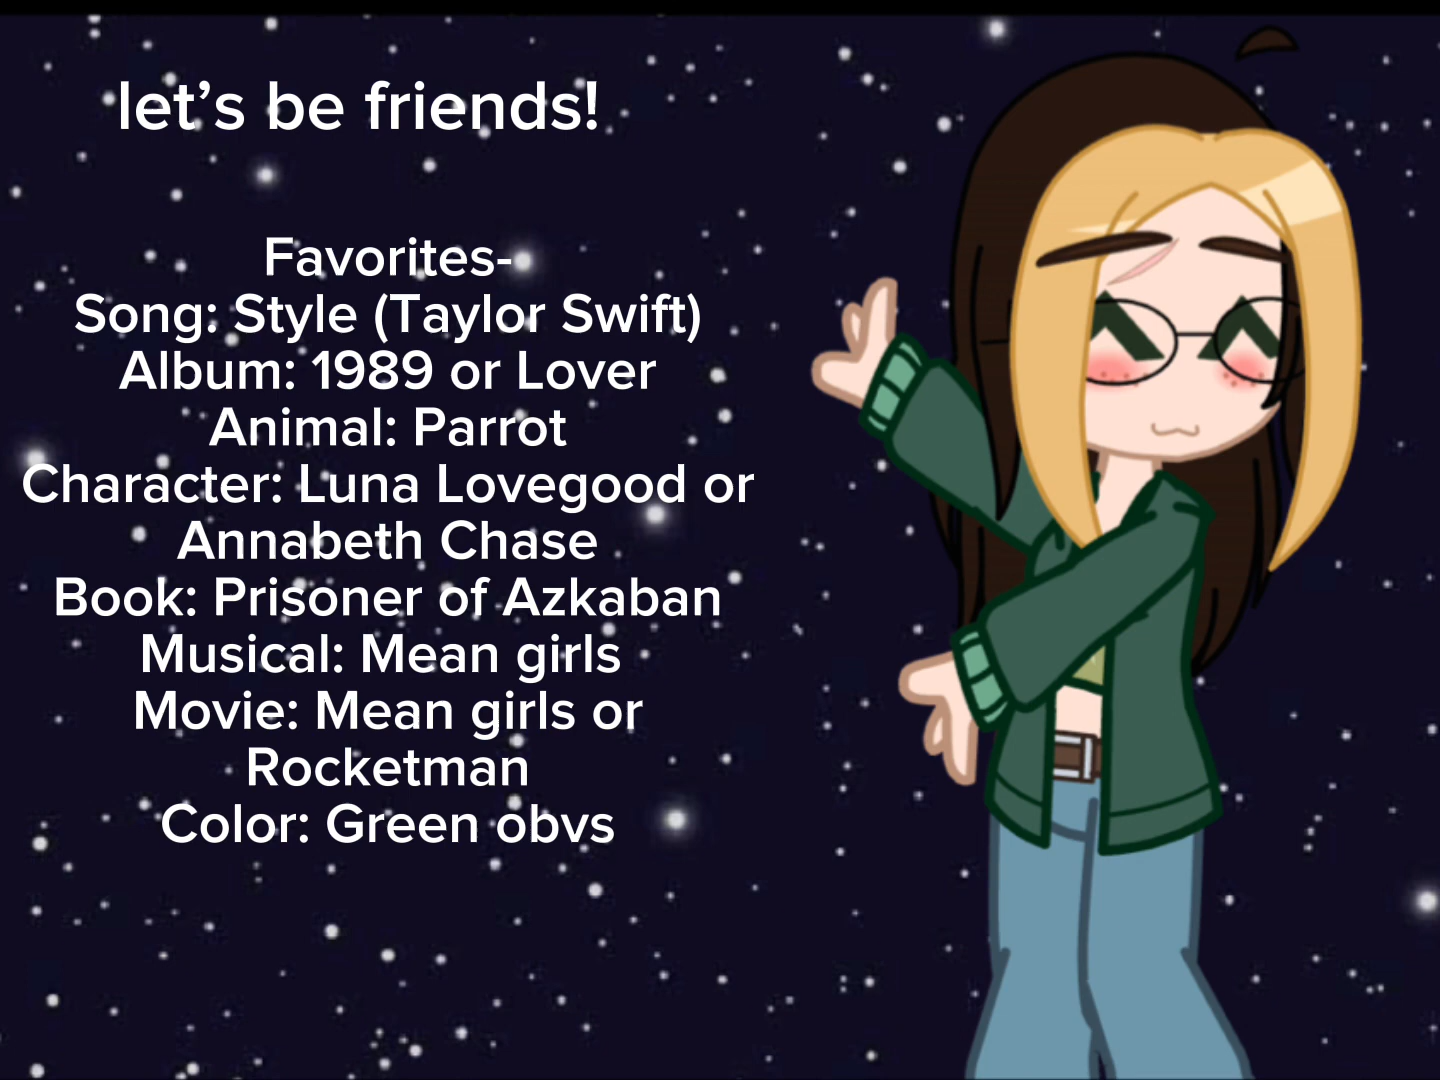 let’s be friends!
Favorites-
Song: Style (Taylor Swift)
Album: 1989 or Lover
Animal: Parrot
Character: Luna Lovegood or
Annabeth Chase
Book: Prisoner of Azkaban
Musical: Mean girls
Movie: Mean girls or
Rocketman
Color: Green obvs